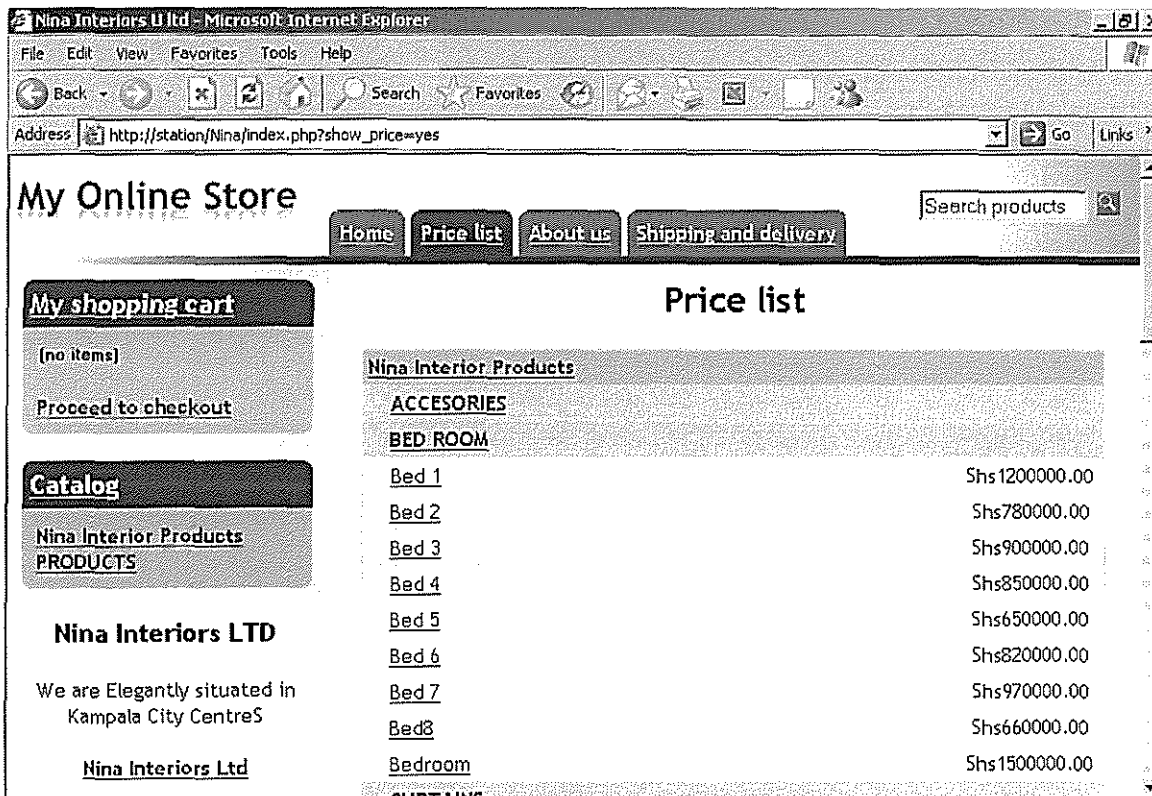 Nina Interiors U ltd - Microsoft Internet Explorer
File Edit View Favorites Tools Help
Back Search Favorites
Address http://station/Nina/index.php?show_price=yes Go Links
My Online Store
Search products
Home Price list About us Shipping and delivery
My shopping cart
(no items)
Proceed to checkout
Catalog
Nina Interior Products
PRODUCTS
Nina Interiors LTD
We are Elegantly situated in
Kampala City CentreS
Nina Interiors Ltd
Price list
Nina Interior Products
ACCESORIES
BED ROOM
Bed 1 Shs1200000.00
Bed 2 Shs780000.00
Bed 3 Shs900000.00
Bed 4 Shs850000.00
Bed 5 Shs650000.00
Bed 6 Shs820000.00
Bed 7 Shs970000.00
Bed8 Shs660000.00
Bedroom Shs1500000.00